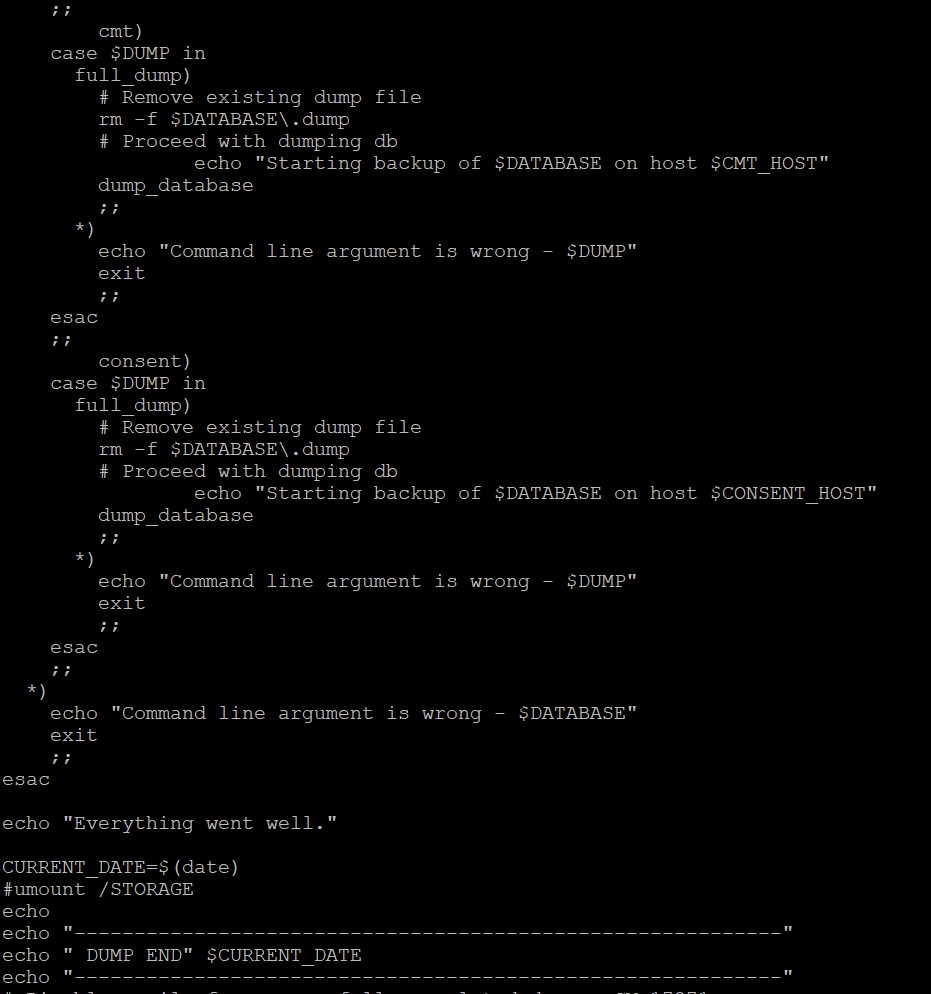 ;;
        cmt)
    case $DUMP in
      full_dump)
        # Remove existing dump file
        rm -f $DATABASE\.dump
        # Proceed with dumping db
                echo "Starting backup of $DATABASE on host $CMT_HOST"
        dump_database
        ;;
      *)
        echo "Command line argument is wrong - $DUMP"
        exit
        ;;
    esac
    ;;
        consent)
    case $DUMP in
      full_dump)
        # Remove existing dump file
        rm -f $DATABASE\.dump
        # Proceed with dumping db
                echo "Starting backup of $DATABASE on host $CONSENT_HOST"
        dump_database
        ;;
      *)
        echo "Command line argument is wrong - $DUMP"
        exit
        ;;
    esac
    ;;
  *)
    echo "Command line argument is wrong - $DATABASE"
    exit
    ;;
esac

echo "Everything went well."

CURRENT_DATE=$(date)
#umount /STORAGE
echo
echo "-----------------------------------------------------------"
echo " DUMP END" $CURRENT_DATE
echo "-----------------------------------------------------------"